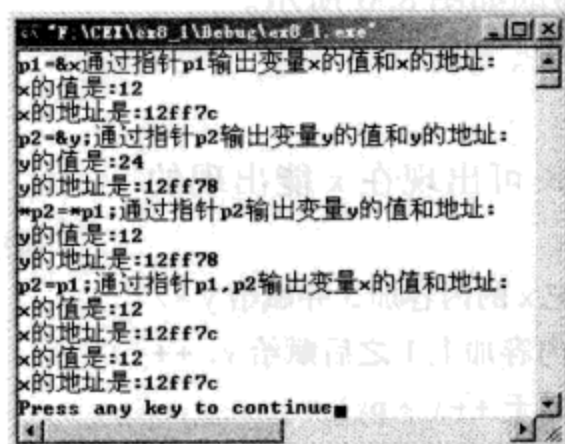 "F:\CEI\ex8_1\Debug\ex8_1.exe"
p1=&x通过指针p1输出变量x的值和x的地址:
x的值是:12
x的地址是:12ff7c
p2=&y;通过指针p2输出变量y的值和y的地址:
y的值是:24
y的地址是:12ff78
*p2=*p1;通过指针p2输出变量y的值和地址:
y的值是:12
y的地址是:12ff78
p2=p1;通过指针p1,p2输出变量x的值和地址:
x的值是:12
x的地址是:12ff7c
x的值是:12
x的地址是:12ff7c
Press any key to continue